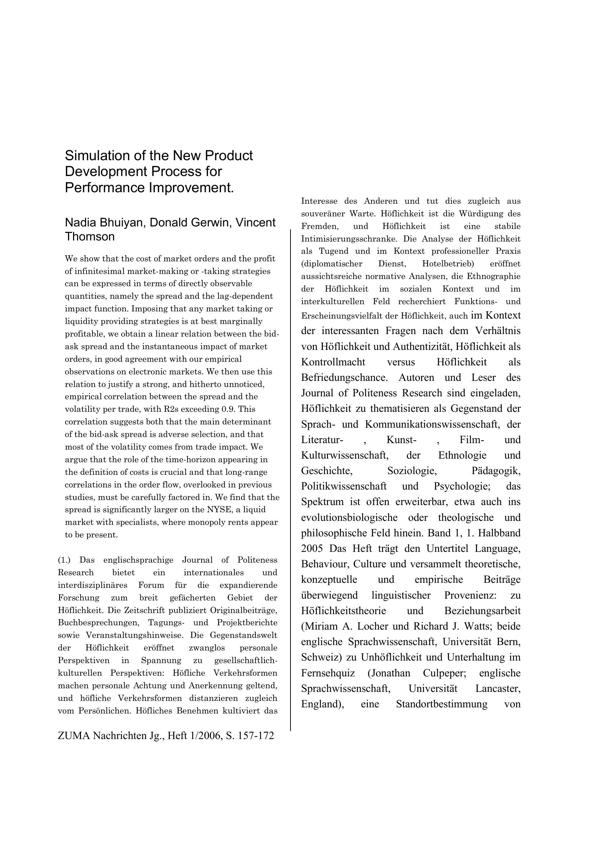 Simulation of the New Product
Development Process for
Performance Improvement.
Nadia Bhuiyan, Donald Gerwin, Vincent
Thomson
We show that the cost of market orders and the profit
of infinitesimal market-making or -taking strategies
can be expressed in terms of directly observable
quantities, namely the spread and the lag-dependent
impact function. Imposing that any market taking or
liquidity providing strategies is at best marginally
profitable, we obtain a linear relation between the bid-
ask spread and the instantaneous impact of market
orders, in good agreement with our empirical
observations on electronic markets. We then use this
relation to justify a strong, and hitherto unnoticed,
empirical correlation between the spread and the
volatility per trade, with R2s exceeding 0.9. This
correlation suggests both that the main determinant
of the bid-ask spread is adverse selection, and that
most of the volatility comes from trade impact. We
argue that the role of the time-horizon appearing in
the definition of costs is crucial and that long-range
correlations in the order flow, overlooked in previous
studies, must be carefully factored in. We find that the
spread is significantly larger on the NYSE, a liquid
market with specialists, where monopoly rents appear
to be present.
(1.) Das englischsprachige Journal of Politeness
Research bietet ein internationales und
interdisziplinäres Forum für die expandierende
Forschung zum breit gefächerten Gebiet der
Höflichkeit. Die Zeitschrift publiziert Originalbeiträge,
Buchbesprechungen, Tagungs- und Projektberichte
sowie Veranstaltungshinweise. Die Gegenstandswelt
der Höflichkeit eröffnet zwanglos personale
Perspektiven in Spannung zu gesellschaftlich-
kulturellen Perspektiven: Höfliche Verkehrsformen
machen personale Achtung und Anerkennung geltend,
und höfliche Verkehrsformen distanzieren zugleich
vom Persönlichen. Höfliches Benehmen kultiviert das
ZUMA Nachrichten Jg., Heft 1/2006, S. 157-172
Interesse des Anderen und tut dies zugleich aus
souveräner Warte. Höflichkeit ist die Würdigung des
Fremden, und Höflichkeit ist eine stabile
Intimisierungsschranke. Die Analyse der Höflichkeit
als Tugend und im Kontext professioneller Praxis
(diplomatischer Dienst, Hotelbetrieb) eröffnet
aussichtsreiche normative Analysen, die Ethnographie
der Höflichkeit im sozialen Kontext und im
interkulturellen Feld recherchiert Funktions- und
Erscheinungsvielfalt der Höflichkeit, auch im Kontext
der interessanten Fragen nach dem Verhältnis
von Höflichkeit und Authentizität, Höflichkeit als
Kontrollmacht versus Höflichkeit als
Befriedungschance. Autoren und Leser des
Journal of Politeness Research sind eingeladen,
Höflichkeit zu thematisieren als Gegenstand der
Sprach- und Kommunikationswissenschaft, der
Literatur- , Kunst- , Film- und
Kulturwissenschaft, der Ethnologie und
Geschichte, Soziologie, Pädagogik,
Politikwissenschaft und Psychologie; das
Spektrum ist offen erweiterbar, etwa auch ins
evolutionsbiologische oder theologische und
philosophische Feld hinein. Band 1, 1. Halbband
2005 Das Heft trägt den Untertitel Language,
Behaviour, Culture und versammelt theoretische,
konzeptuelle und empirische Beiträge
überwiegend linguistischer Provenienz: zu
Höflichkeitstheorie und Beziehungsarbeit
(Miriam A. Locher und Richard J. Watts; beide
englische Sprachwissenschaft, Universität Bern,
Schweiz) zu Unhöflichkeit und Unterhaltung im
Fernsehquiz (Jonathan Culpeper; englische
Sprachwissenschaft, Universität Lancaster,
England), eine Standortbestimmung von